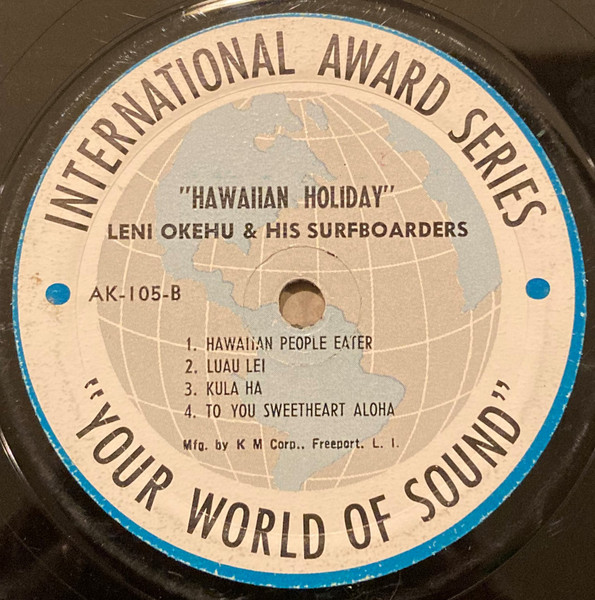 INTERNATIONAL AWARD SERIES
"HAWAIIAN HOLIDAY"
LENI OKEHU & HIS SURFBOARDERS
AK-105-B
1. HAWAIIAN PEOPLE EATER
2. LUAU LEI
3. KULA HA
4. TO YOU SWEETHEART ALOHA
Mfg. by K M Corp., Freeport, L. I.
"YOUR WORLD OF SOUND"